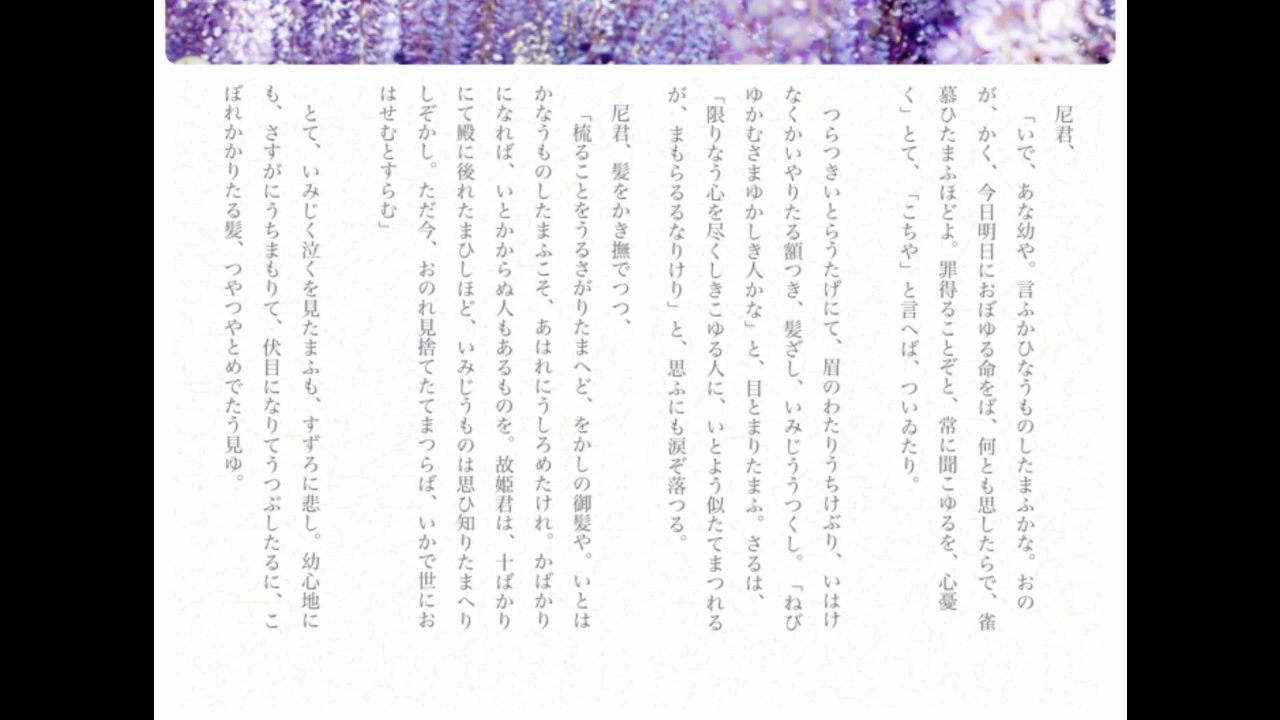 尼君、
「いで、あな幼や。言ふかひなうものしたまふかな。おの
が、かく、今日明日におぼゆる命をば、何とも思したらで、雀
慕ひたまふほどよ。罪得ることぞと、常に聞こゆるを、心憂
く」とて、「こちや」と言へば、ついゐたり。
つらつきいとらうたげにて、眉のわたりうちけぶり、いはけ
なくかいやりたる額つき、髪ざし、いみじううつくし。「ねび
ゆかむさまゆかしき人かな」と、目とまりたまふ。さるは、
「限りなう心を尽くしきこゆる人に、いとよう似たてまつれる
が、まもらるるなりけり」と、思ふにも涙ぞ落つる。
尼君、髪をかき撫でつつ、
「梳ることをうるさがりたまへど、をかしの御髪や。いとは
かなうものしたまふこそ、あはれにうしろめたけれ。かばかり
になれば、いとかからぬ人もあるものを。故姫君は、十ばかり
にて殿に後れたまひしほど、いみじうものは思ひ知りたまへり
しぞかし。ただ今、おのれ見捨てたてまつらば、いかで世にお
はせむとすらむ」
とて、いみじく泣くを見たまふも、すずろに悲し。幼心地に
も、さすがにうちまもりて、伏目になりてうつぶしたるに、こ
ぼれかかりたる髪、つやつやとめでたう見ゆ。